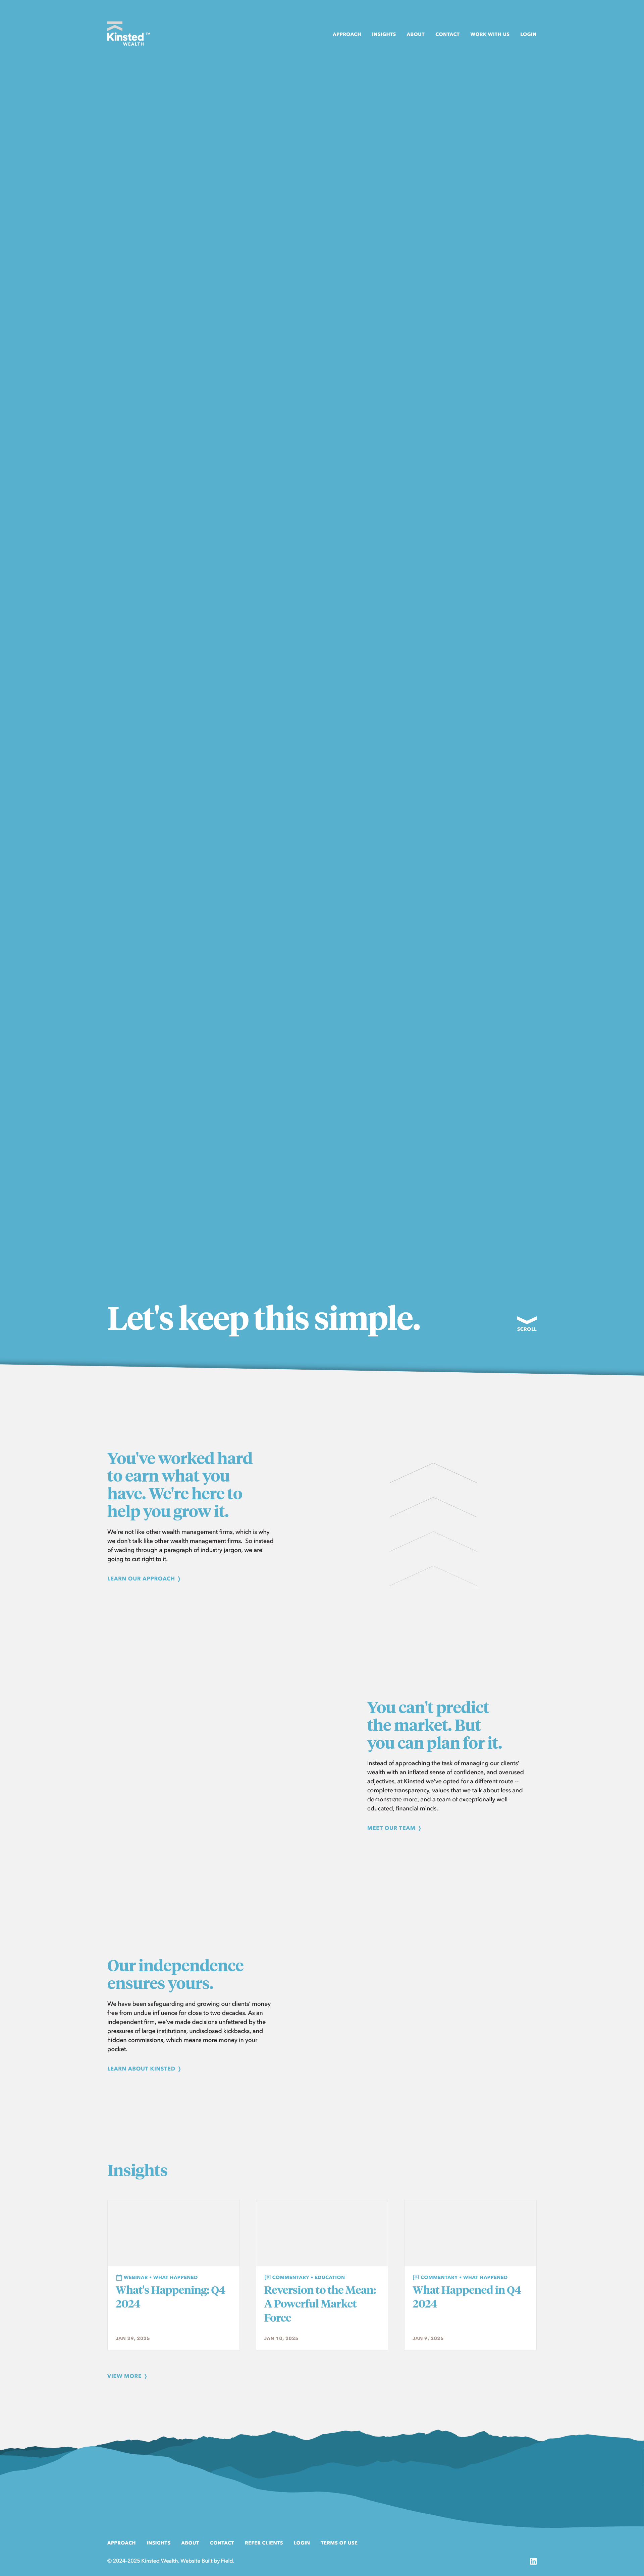 Kinsted™
WEALTH
APPROACH INSIGHTS ABOUT CONTACT WORK WITH US LOGIN
Let's keep this simple.
SCROLL
You've worked hard
to earn what you
have. We're here to
help you grow it.
We're not like other wealth management firms, which is why
we don't talk like other wealth management firms. So instead
of wading through a paragraph of industry jargon, we are
going to cut right to it.
LEARN OUR APPROACH ⟩
You can't predict
the market. But
you can plan for it.
Instead of approaching the task of managing our clients'
wealth with an inflated sense of confidence, and overused
adjectives, at Kinsted we've opted for a different route —
complete transparency, values that we talk about less and
demonstrate more, and a team of exceptionally well-
educated, financial minds.
MEET OUR TEAM ⟩
Our independence
ensures yours.
We have been safeguarding and growing our clients' money
free from undue influence for close to two decades. As an
independent firm, we've made decisions unfettered by the
pressures of large institutions, undisclosed kickbacks, and
hidden commissions, which means more money in your
pocket.
LEARN ABOUT KINSTED ⟩
Insights
WEBINAR • WHAT HAPPENED
What's Happening: Q4
2024
JAN 29, 2025
COMMENTARY • EDUCATION
Reversion to the Mean:
A Powerful Market
Force
JAN 10, 2025
COMMENTARY • WHAT HAPPENED
What Happened in Q4
2024
JAN 9, 2025
VIEW MORE ⟩
APPROACH INSIGHTS ABOUT CONTACT REFER CLIENTS LOGIN TERMS OF USE
© 2024–2025 Kinsted Wealth. Website Built by Field.
in